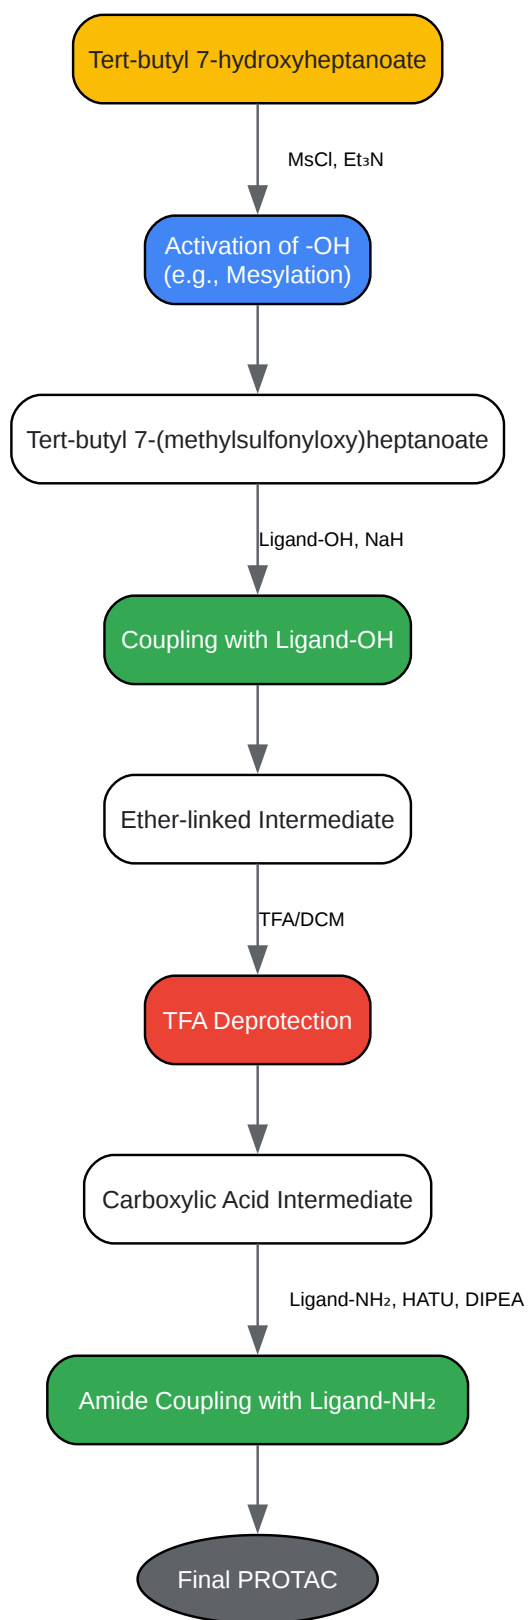 Tert-butyl 7-hydroxyheptanoate
MsCl, Et₃N
Activation of -OH
(e.g., Mesylation)
Tert-butyl 7-(methylsulfonyloxy)heptanoate
Ligand-OH, NaH
Coupling with Ligand-OH
Ether-linked Intermediate
TFA/DCM
TFA Deprotection
Carboxylic Acid Intermediate
Ligand-NH₂, HATU, DIPEA
Amide Coupling with Ligand-NH₂
Final PROTAC